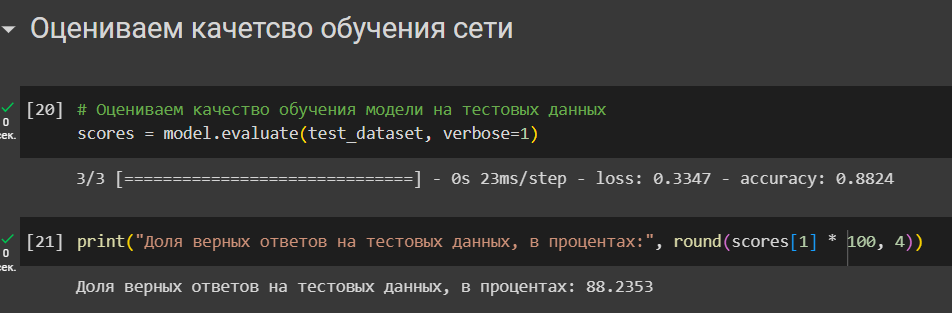 Оцениваем качетсво обучения сети
[20] # Оцениваем качество обучения модели на тестовых данных
0
сек.
scores = model.evaluate(test_dataset, verbose=1)
3/3 [==============================] - 0s 23ms/step - loss: 0.3347 - accuracy: 0.8824
[21] print("Доля верных ответов на тестовых данных, в процентах:", round(scores[1] * 100, 4))
0
сек.
Доля верных ответов на тестовых данных, в процентах: 88.2353